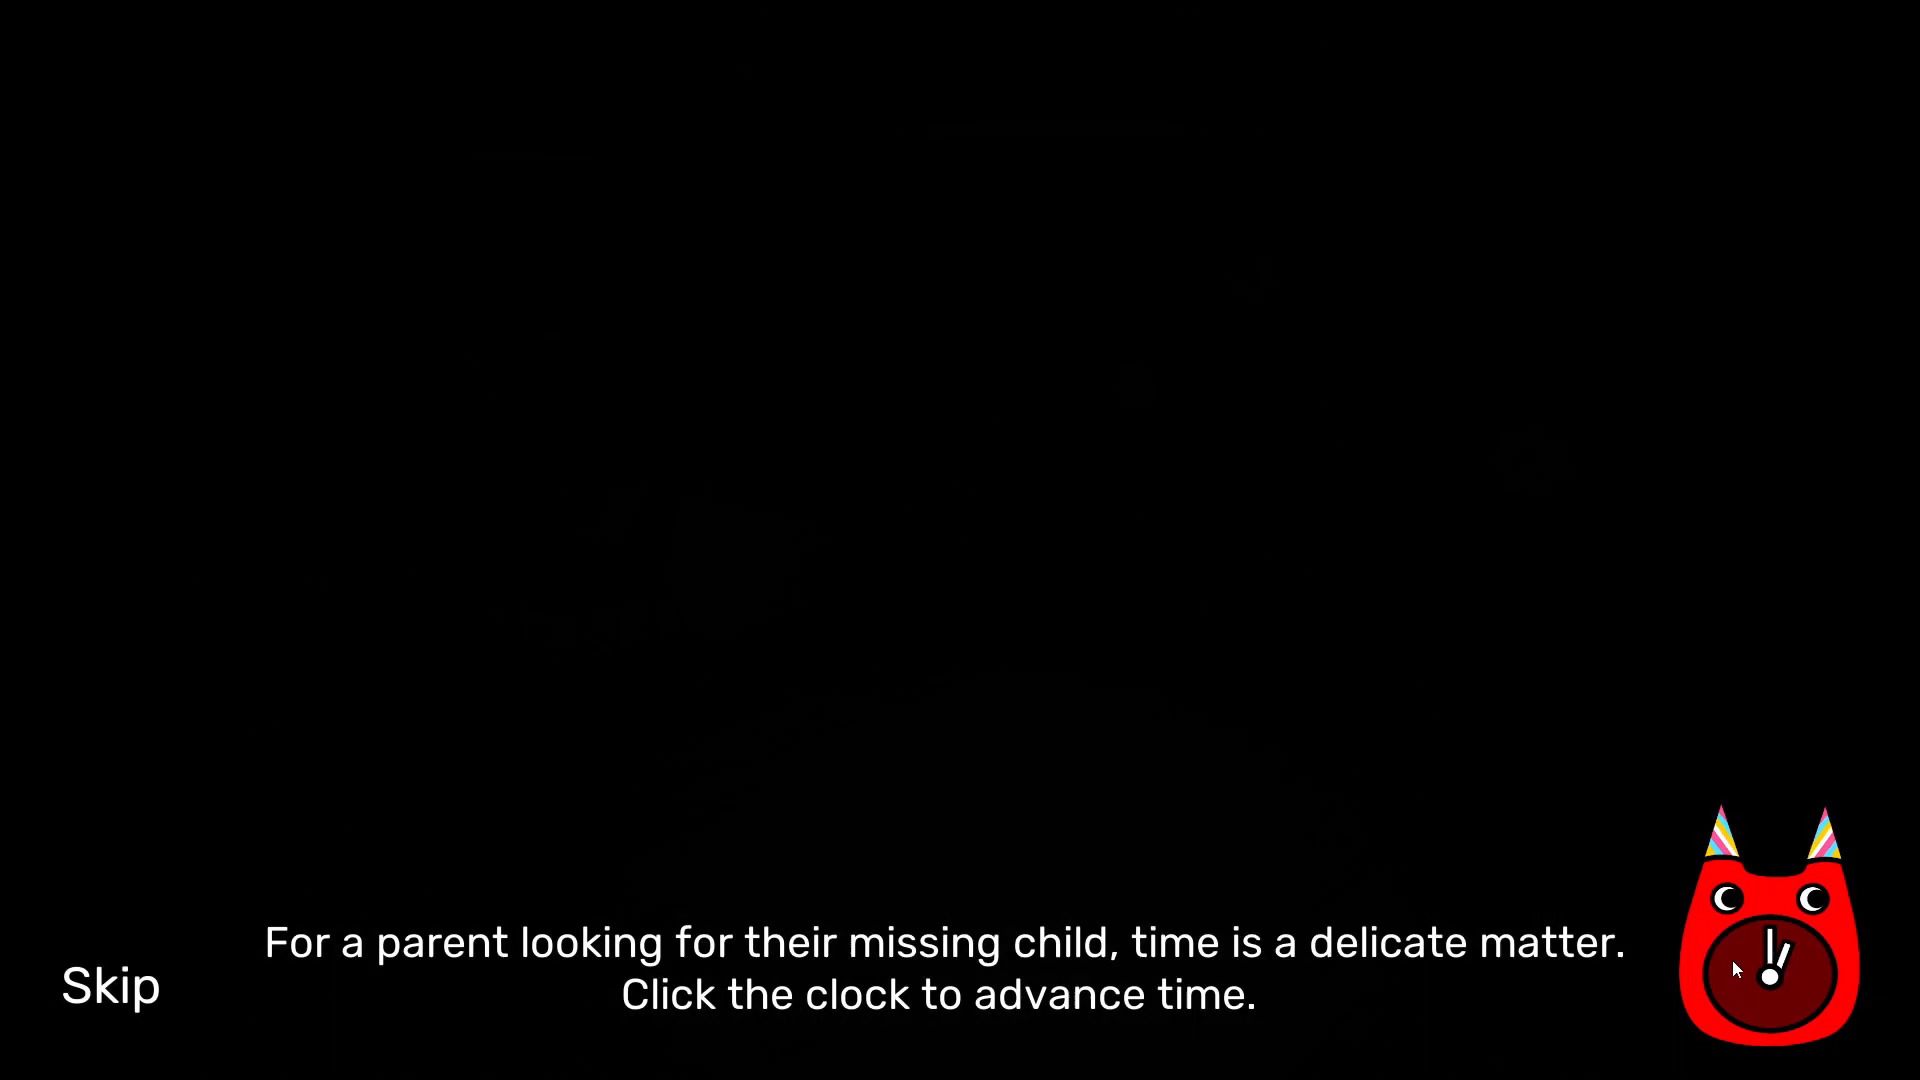 For a parent looking for their missing child, time is a delicate matter.
Click the clock to advance time.
Skip